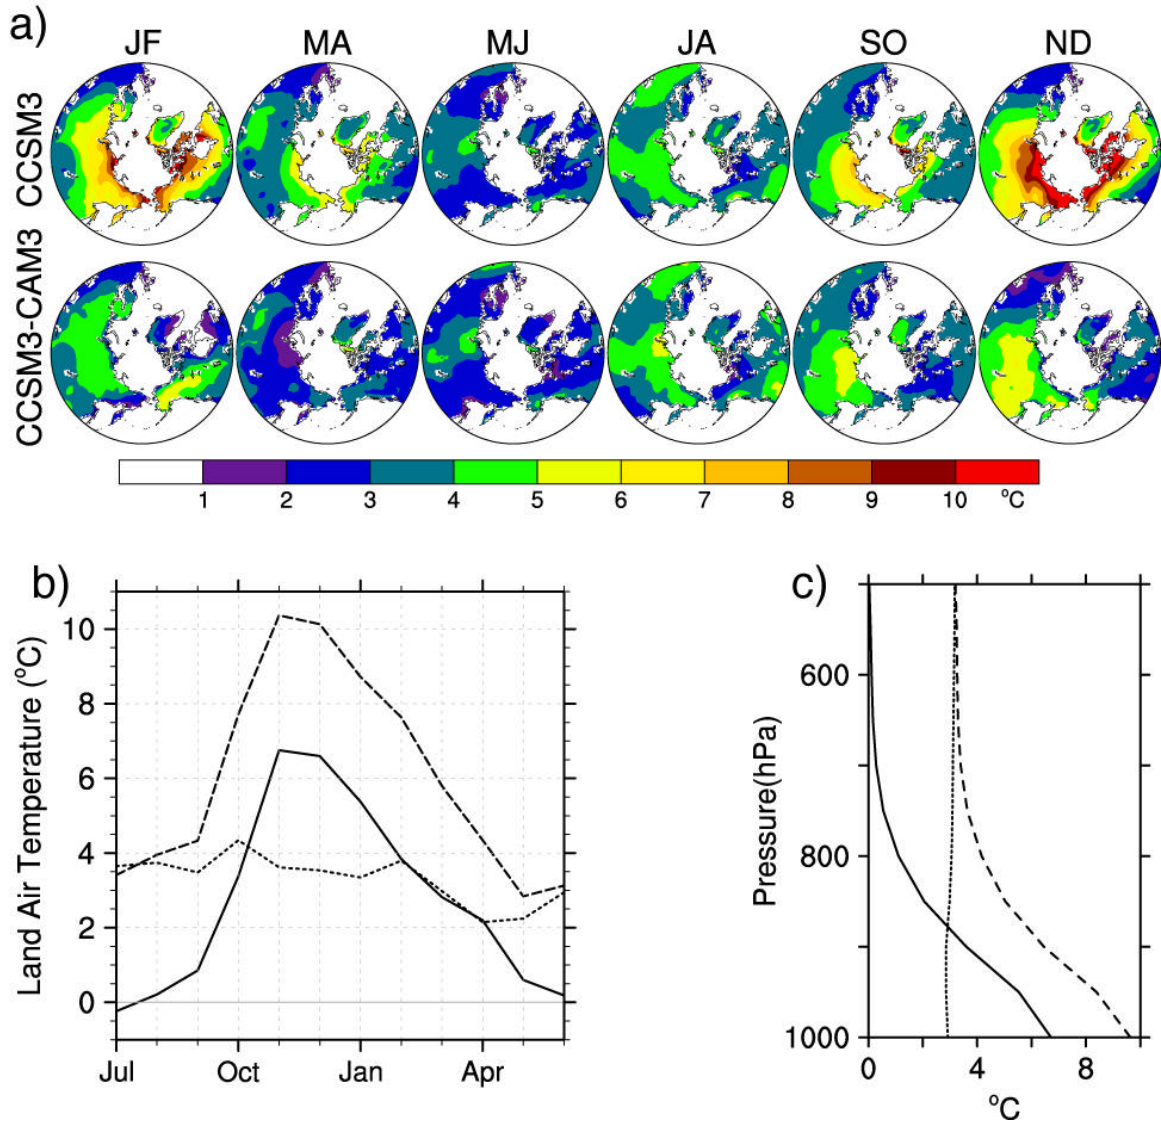 a)
JF MA MJ JA SO ND
CCSM3
CCSM3-CAM3
1 2 3 4 5 6 7 8 9 10 °C
b)
Land Air Temperature (°C)
10
8
6
4
2
0
Jul Oct Jan Apr
c)
Pressure(hPa)
600
800
1000
0 4 8
°C